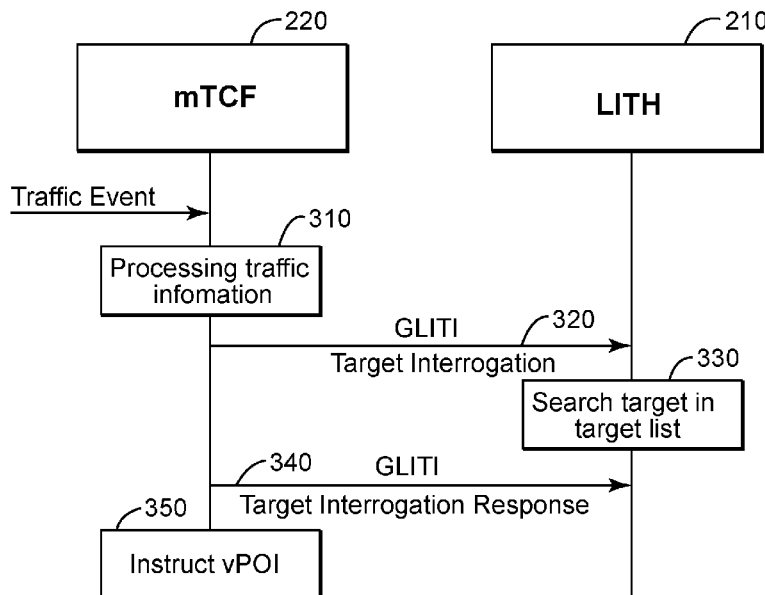 220
210
mTCF
LITH
Traffic Event
310
Processing traffic
infomation
GLITI
320
Target Interrogation
330
Search target in
target list
340
GLITI
Target Interrogation Response
350
Instruct vPOI